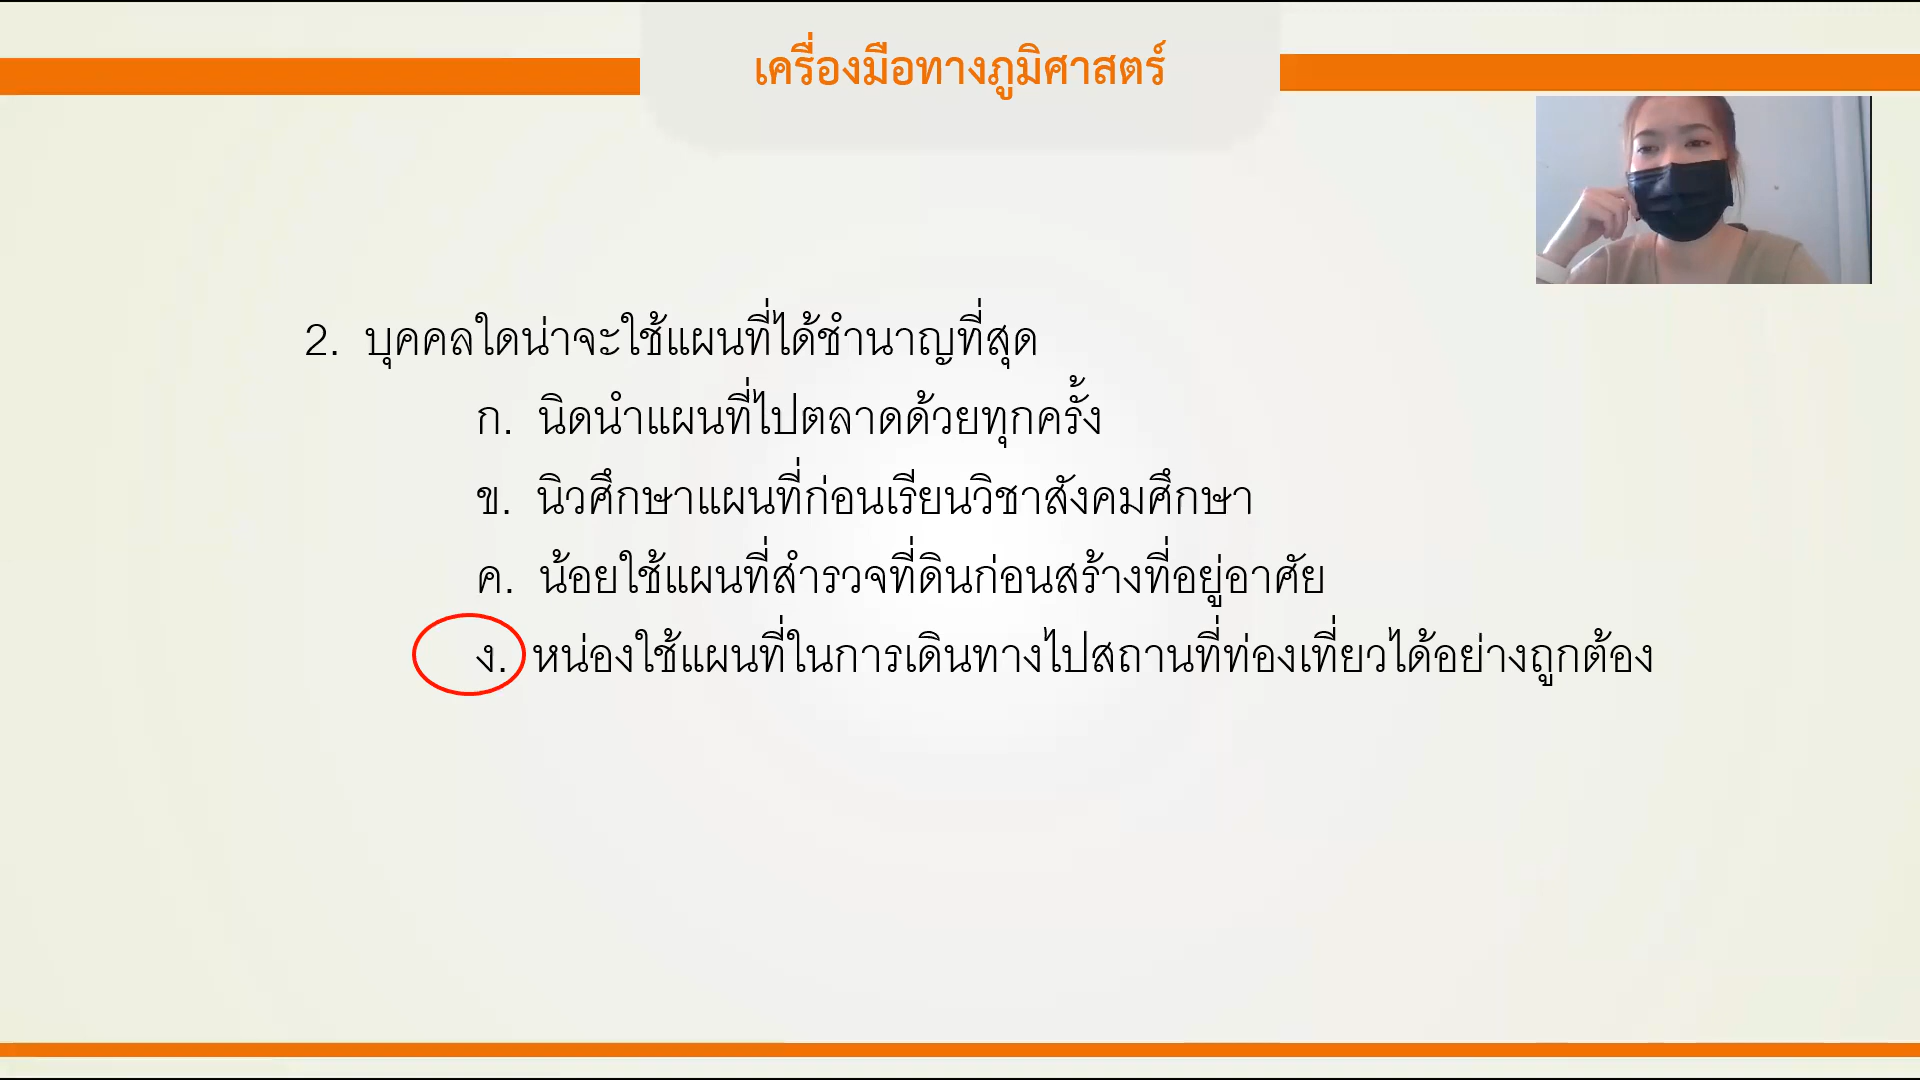 เครื่องมือทางภูมิศาสตร์
2. บุคคลใดน่าจะใช้แผนที่ได้ชำนาญที่สุด
ก. นิดนำแผนที่ไปตลาดด้วยทุกครั้ง
ข. นิวศึกษาแผนที่ก่อนเรียนวิชาสังคมศึกษา
ค. น้อยใช้แผนที่สำรวจที่ดินก่อนสร้างที่อยู่อาศัย
ง. หน่องใช้แผนที่ในการเดินทางไปสถานที่ท่องเที่ยวได้อย่างถูกต้อง